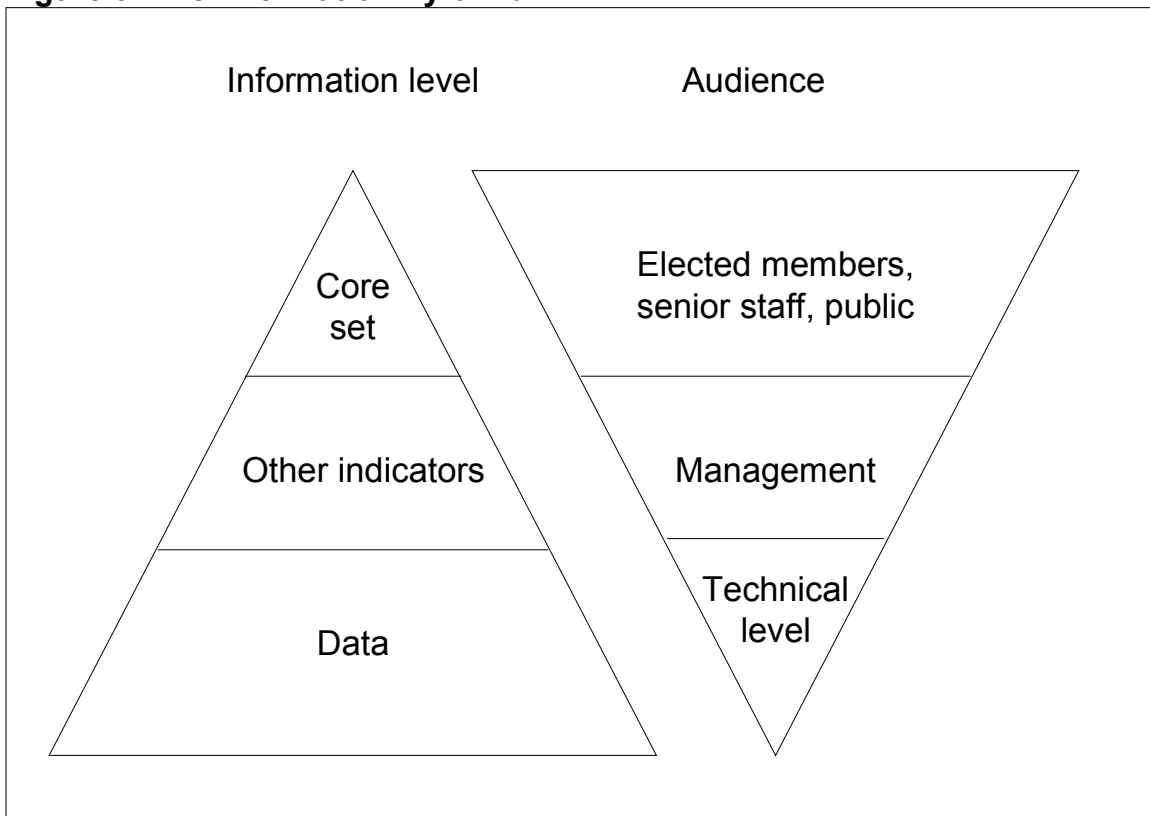 Information level
Audience
Core
set
Elected members,
senior staff, public
Other indicators
Management
Data
Technical
level